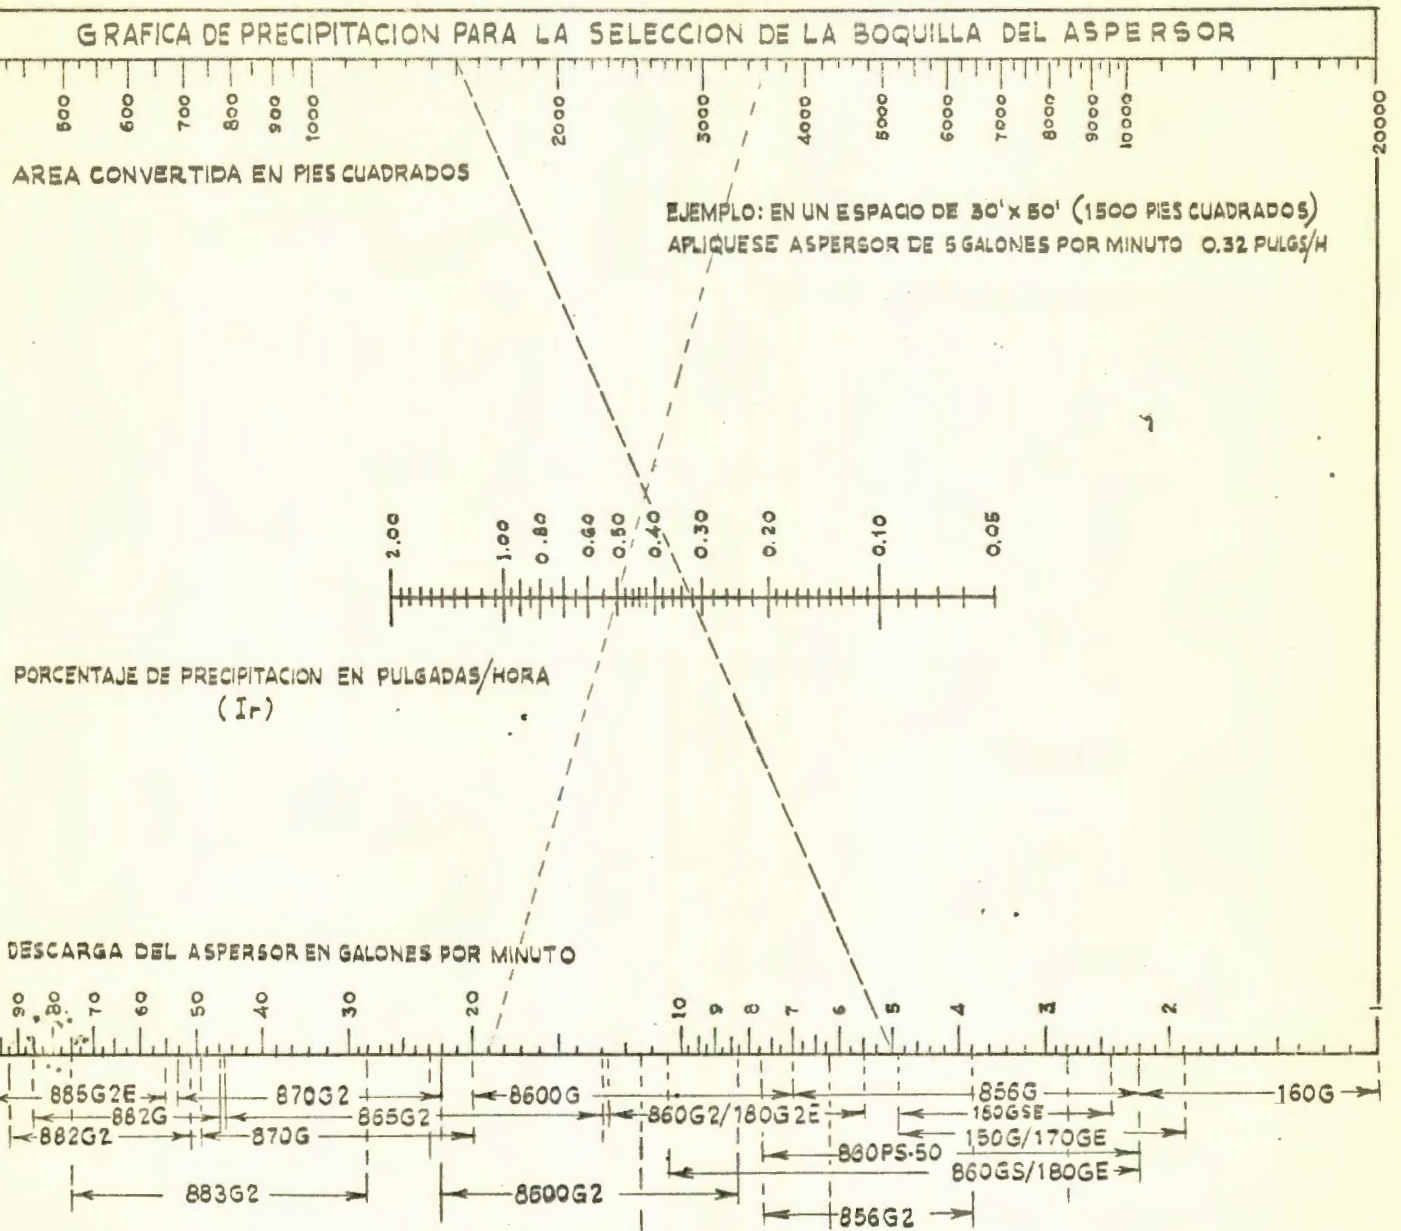 GRAFICA DE PRECIPITACION PARA LA SELECCION DE LA BOQUILLA DEL ASPERSOR
500 600 700 800 900 1000 2000 3000 4000 5000 6000 7000 8000 9000 10000 20000
AREA CONVERTIDA EN PIES CUADRADOS
EJEMPLO: EN UN ESPACIO DE 30' x 50' (1500 PIES CUADRADOS)
APLIQUESE ASPERSOR DE 5 GALONES POR MINUTO 0.32 PULGS/H
2.00 1.00 0.80 0.60 0.50 0.40 0.30 0.20 0.10 0.05
PORCENTAJE DE PRECIPITACION EN PULGADAS/HORA
(Ir)
DESCARGA DEL ASPERSOR EN GALONES POR MINUTO
90 80 70 60 50 40 30 20 10 9 8 7 6 5 4 3 2 1
885G2E 870G2 8600G 856G 160G
882G 865G2 860G2/180G2E 150GSE
882G2 870G 150G/170GE
860PS-50
860GS/180GE
883G2 8600G2
856G2